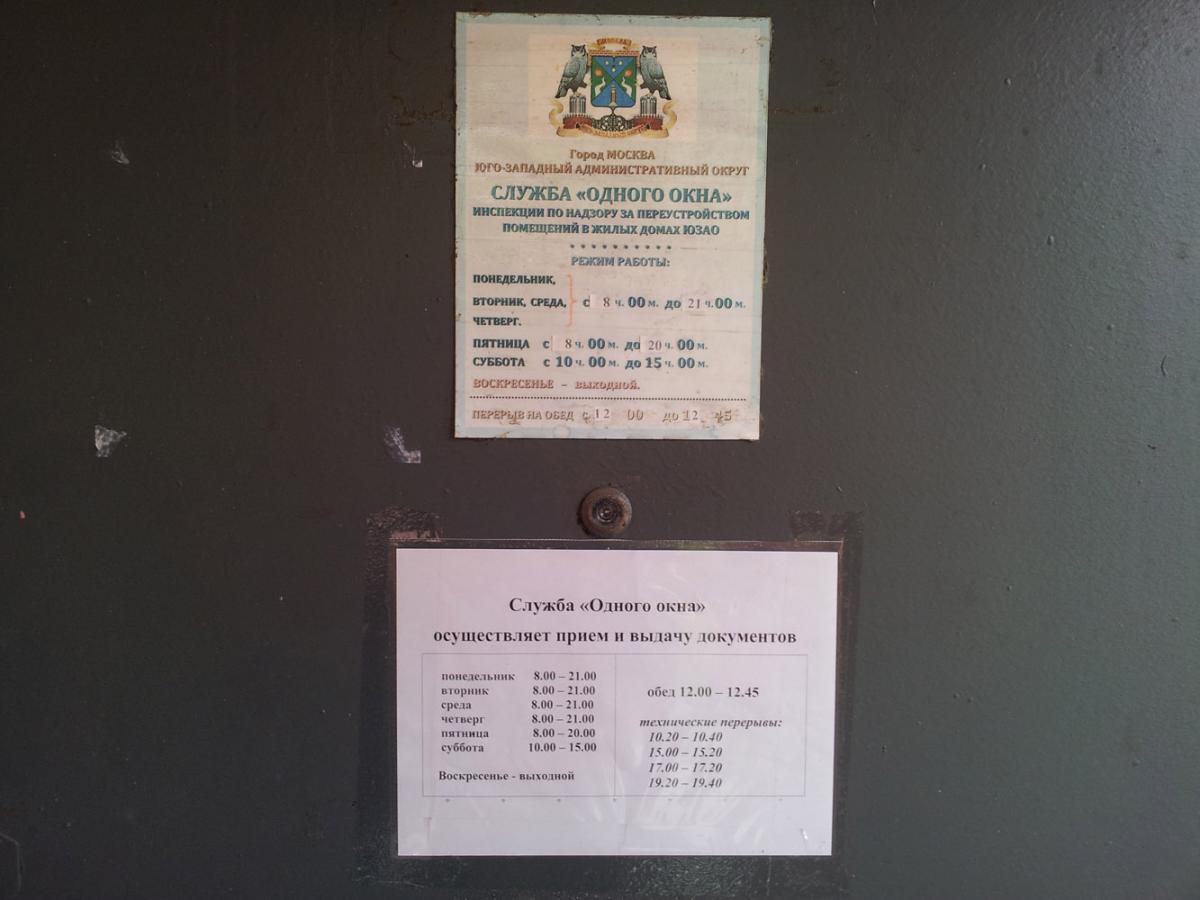 Город МОСКВА
ЮГО-ЗАПАДНЫЙ АДМИНИСТРАТИВНЫЙ ОКРУГ
СЛУЖБА «ОДНОГО ОКНА»
ИНСПЕКЦИИ ПО НАДЗОРУ ЗА ПЕРЕУСТРОЙСТВОМ
ПОМЕЩЕНИЙ В ЖИЛЫХ ДОМАХ ЮЗАО
РЕЖИМ РАБОТЫ:
ПОНЕДЕЛЬНИК,
ВТОРНИК, СРЕДА, с 8 ч. 00 м. до 21 ч. 00 м.
ЧЕТВЕРГ.
ПЯТНИЦА с 8 ч. 00 м. до 20 ч. 00 м.
СУББОТА с 10 ч. 00 м. до 15 ч. 00 м.
ВОСКРЕСЕНЬЕ – выходной.
ПЕРЕРЫВ НА ОБЕД с 12 00 до 12 45
Служба «Одного окна»
осуществляет прием и выдачу документов
понедельник 8.00 – 21.00
вторник 8.00 – 21.00
среда 8.00 – 21.00
четверг 8.00 – 21.00
пятница 8.00 – 20.00
суббота 10.00 – 15.00
Воскресенье - выходной
обед 12.00 – 12.45
технические перерывы:
10.20 – 10.40
15.00 – 15.20
17.00 – 17.20
19.20 – 19.40